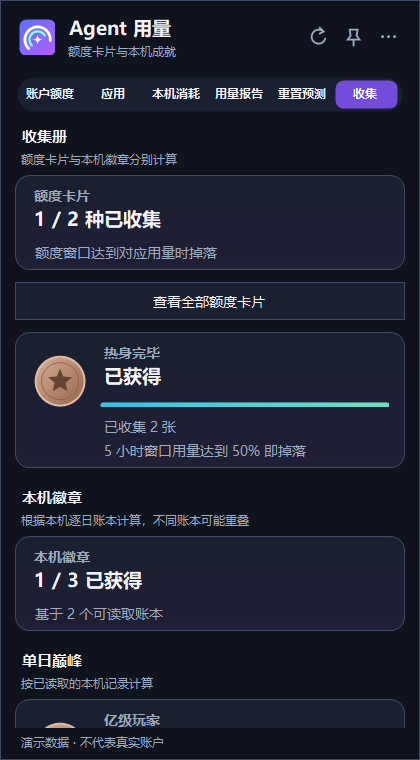 Agent 用量
额度卡片与本机成就
账户额度 应用 本机消耗 用量报告 重置预测 收集
收集册
额度卡片与本机徽章分别计算
额度卡片
1 / 2 种已收集
额度窗口达到对应用量时掉落
查看全部额度卡片
热身完毕
已获得
已收集 2 张
5 小时窗口用量达到 50% 即掉落
本机徽章
根据本机逐日账本计算，不同账本可能重叠
本机徽章
1 / 3 已获得
基于 2 个可读取账本
单日巅峰
按已读取的本机记录计算
亿级玩家
演示数据 · 不代表真实账户